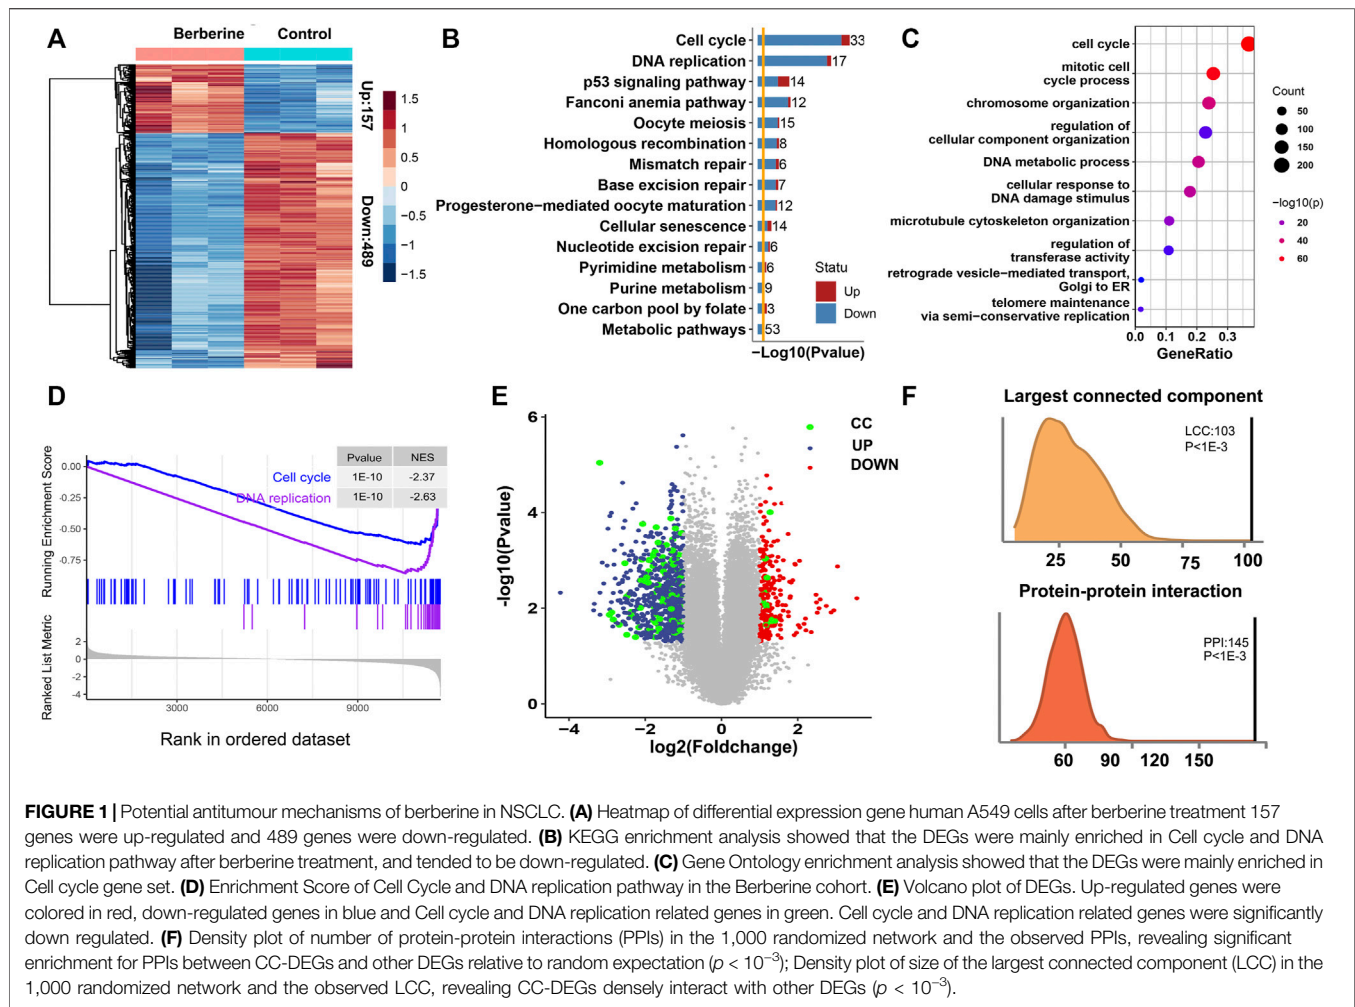 A
Berberine
Control
Up:157
Down:489
1.5
1
0.5
0
−0.5
−1
−1.5
B
Cell cycle
33
DNA replication
17
p53 signaling pathway
14
Fanconi anemia pathway
12
Oocyte meiosis
15
Homologous recombination
8
Mismatch repair
6
Base excision repair
7
Progesterone−mediated oocyte maturation
12
Cellular senescence
14
Nucleotide excision repair
6
Pyrimidine metabolism
6
Purine metabolism
9
One carbon pool by folate
3
Metabolic pathways
53
Statu
Up
Down
−Log10(Pvalue)
C
cell cycle
mitotic cell
cycle process
chromosome organization
regulation of
cellular component organization
DNA metabolic process
cellular response to
DNA damage stimulus
microtubule cytoskeleton organization
regulation of
transferase activity
retrograde vesicle−mediated transport,
Golgi to ER
telomere maintenance
via semi−conservative replication
0.0 0.1 0.2 0.3
GeneRatio
Count
50
100
150
200
−log10(p)
20
40
60
D
Running Enrichment Score
0.00
−0.25
−0.50
−0.75
Pvalue NES
Cell cycle 1E-10 -2.37
DNA replication 1E-10 -2.63
Ranked List Metric
2
0
−2
−4
3000 6000 9000
Rank in ordered dataset
E
-log10(Pvalue)
6
4
2
0
−4 −2 0 2
log2(Foldchange)
CC
UP
DOWN
F
Largest connected component
LCC:103
P<1E-3
25 50 75 100
Protein-protein interaction
PPI:145
P<1E-3
60 90 120 150
FIGURE 1 | Potential antitumour mechanisms of berberine in NSCLC. (A) Heatmap of differential expression gene human A549 cells after berberine treatment 157
genes were up-regulated and 489 genes were down-regulated. (B) KEGG enrichment analysis showed that the DEGs were mainly enriched in Cell cycle and DNA
replication pathway after berberine treatment, and tended to be down-regulated. (C) Gene Ontology enrichment analysis showed that the DEGs were mainly enriched in
Cell cycle gene set. (D) Enrichment Score of Cell Cycle and DNA replication pathway in the Berberine cohort. (E) Volcano plot of DEGs. Up-regulated genes were
colored in red, down-regulated genes in blue and Cell cycle and DNA replication related genes in green. Cell cycle and DNA replication related genes were significantly
down regulated. (F) Density plot of number of protein-protein interactions (PPIs) in the 1,000 randomized network and the observed PPIs, revealing significant
enrichment for PPIs between CC-DEGs and other DEGs relative to random expectation (p < 10⁻³); Density plot of size of the largest connected component (LCC) in the
1,000 randomized network and the observed LCC, revealing CC-DEGs densely interact with other DEGs (p < 10⁻³).